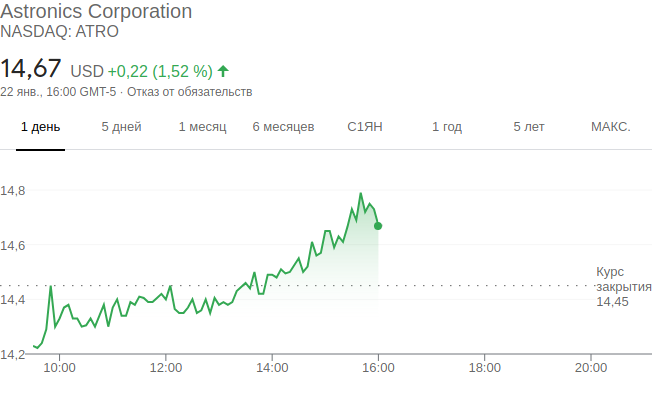 Astronics Corporation
NASDAQ: ATRO
14,67 USD +0,22 (1,52 %)
22 янв., 16:00 GMT-5 · Отказ от обязательств
1 день 5 дней 1 месяц 6 месяцев С1ЯН 1 год 5 лет МАКС.
14,8
14,6
Курс
закрытия
14,45
14,4
14,2
10:00 12:00 14:00 16:00 18:00 20:00